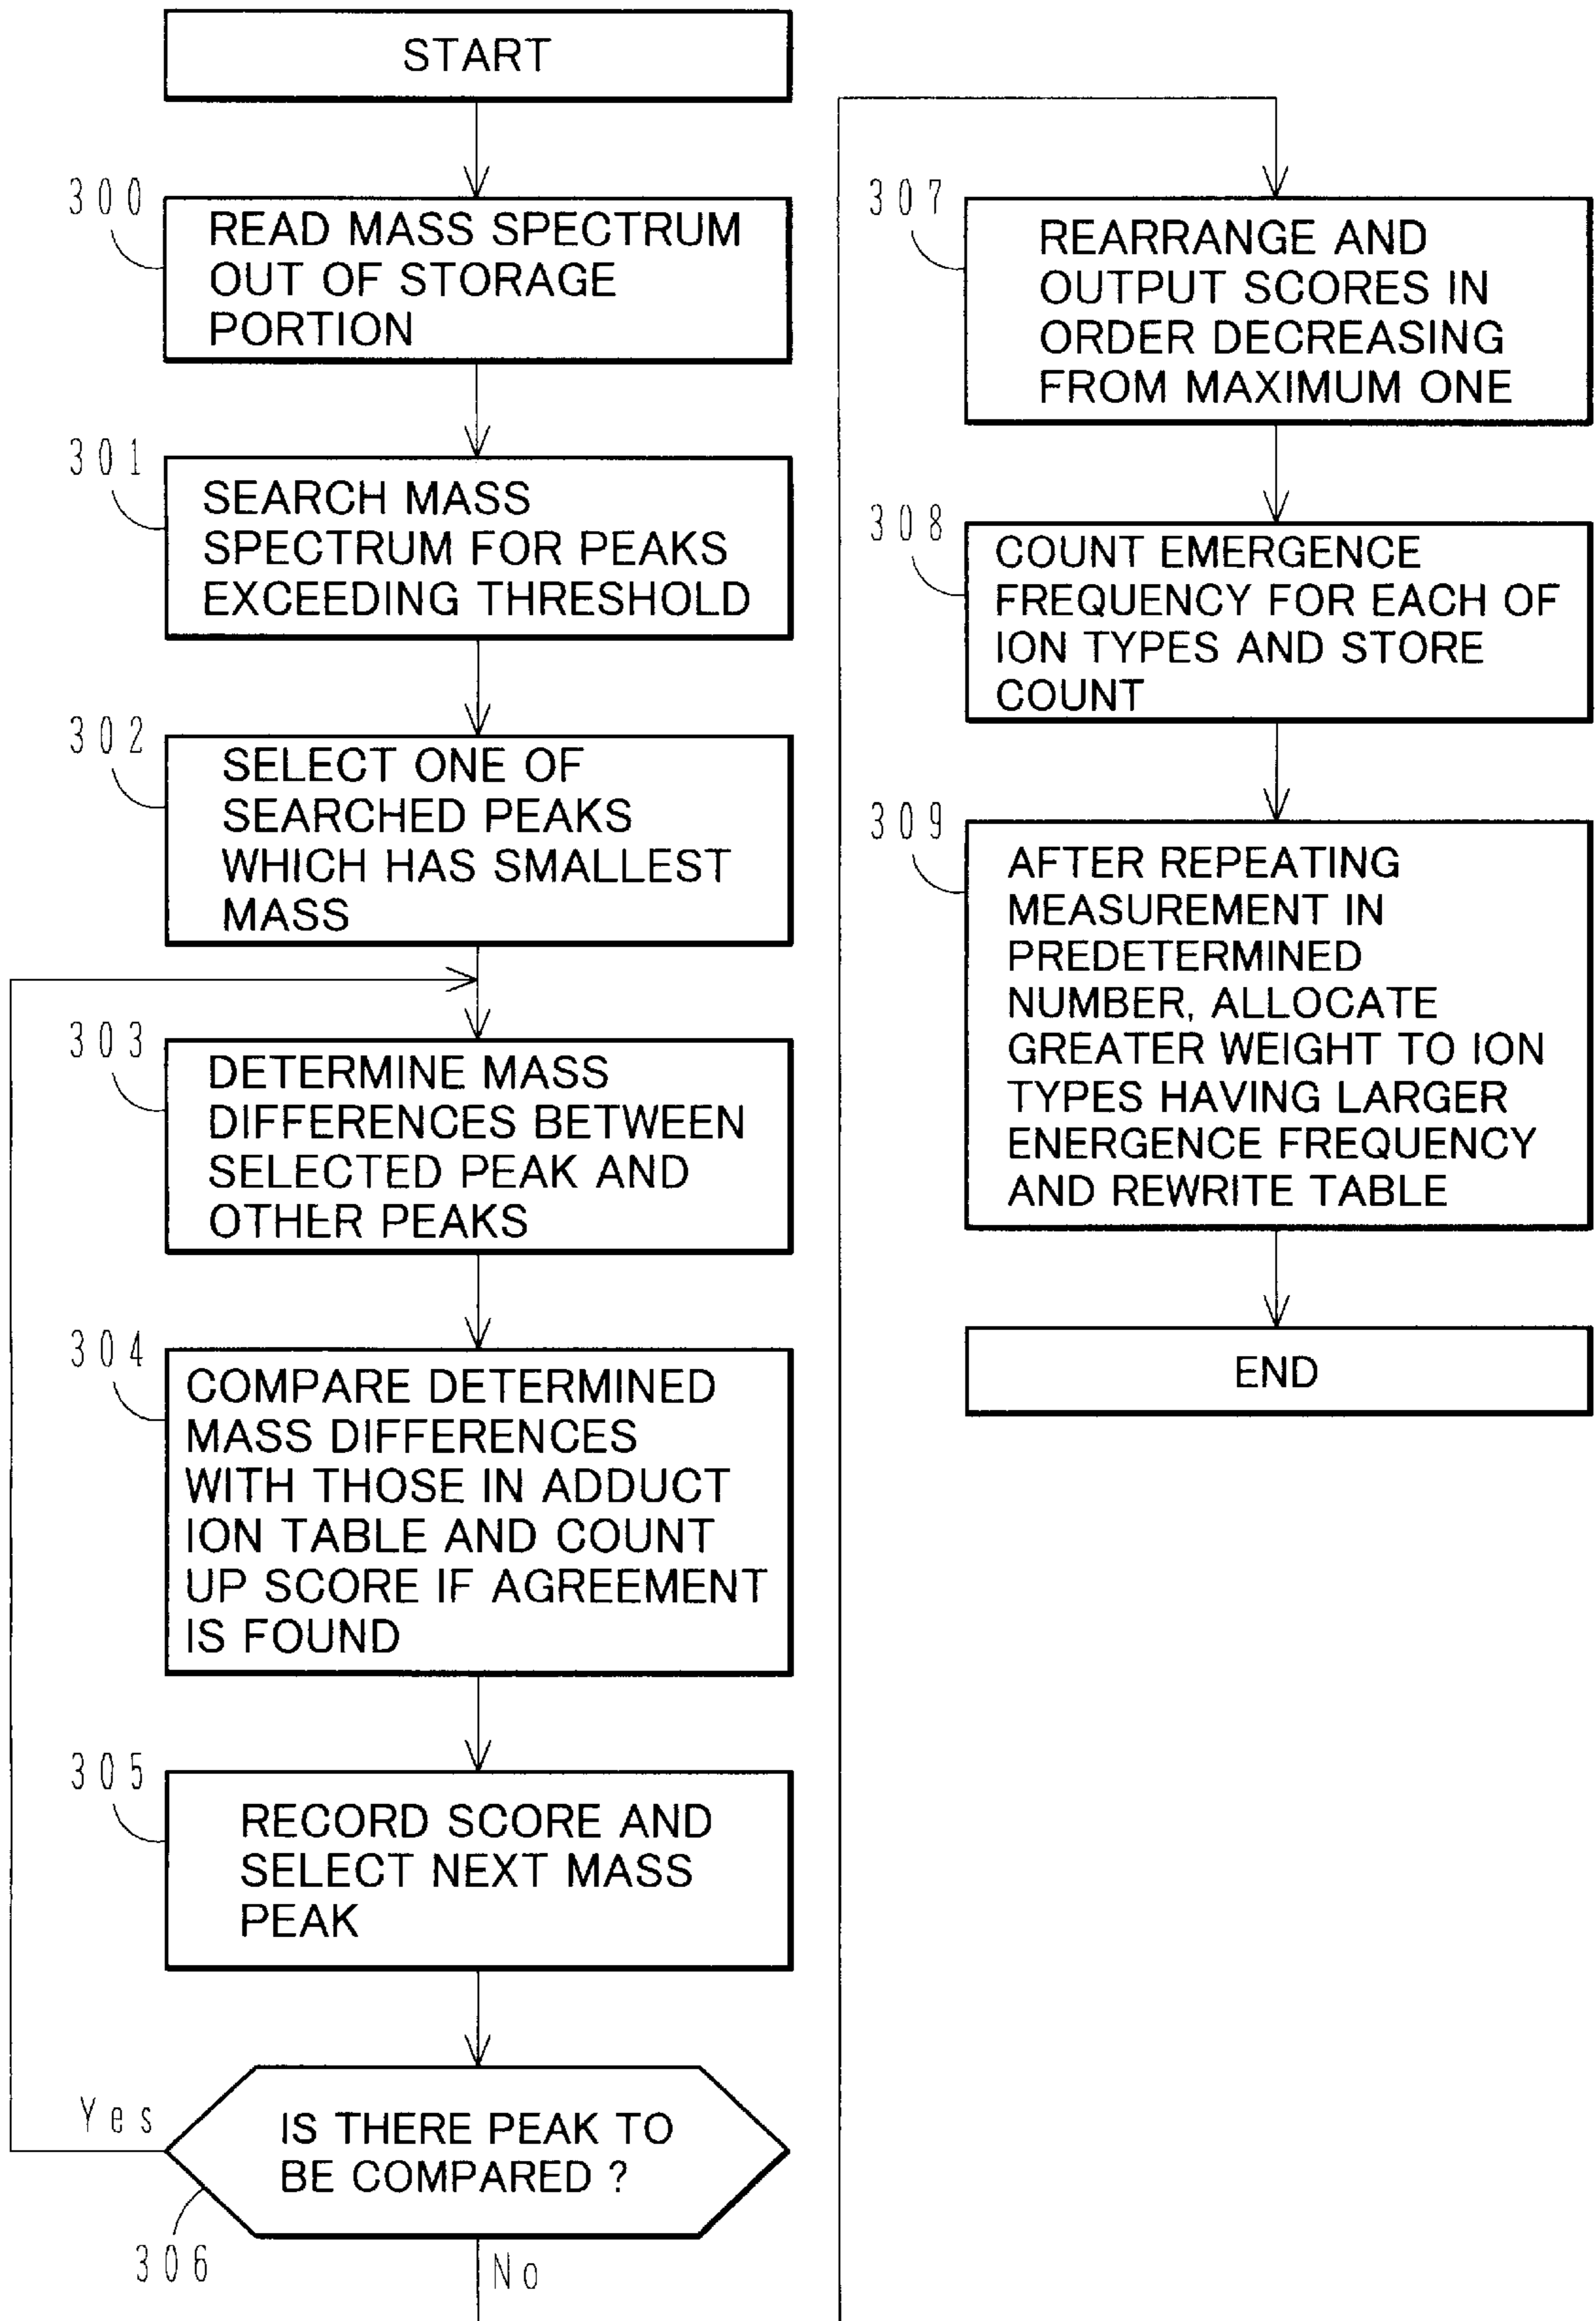 START
300
READ MASS SPECTRUM
OUT OF STORAGE
PORTION
301
SEARCH MASS
SPECTRUM FOR PEAKS
EXCEEDING THRESHOLD
302
SELECT ONE OF
SEARCHED PEAKS
WHICH HAS SMALLEST
MASS
303
DETERMINE MASS
DIFFERENCES BETWEEN
SELECTED PEAK AND
OTHER PEAKS
304
COMPARE DETERMINED
MASS DIFFERENCES
WITH THOSE IN ADDUCT
ION TABLE AND COUNT
UP SCORE IF AGREEMENT
IS FOUND
305
RECORD SCORE AND
SELECT NEXT MASS
PEAK
Yes
IS THERE PEAK TO
BE COMPARED ?
306
No
307
REARRANGE AND
OUTPUT SCORES IN
ORDER DECREASING
FROM MAXIMUM ONE
308
COUNT EMERGENCE
FREQUENCY FOR EACH OF
ION TYPES AND STORE
COUNT
309
AFTER REPEATING
MEASUREMENT IN
PREDETERMINED
NUMBER, ALLOCATE
GREATER WEIGHT TO ION
TYPES HAVING LARGER
ENERGENCE FREQUENCY
AND REWRITE TABLE
END